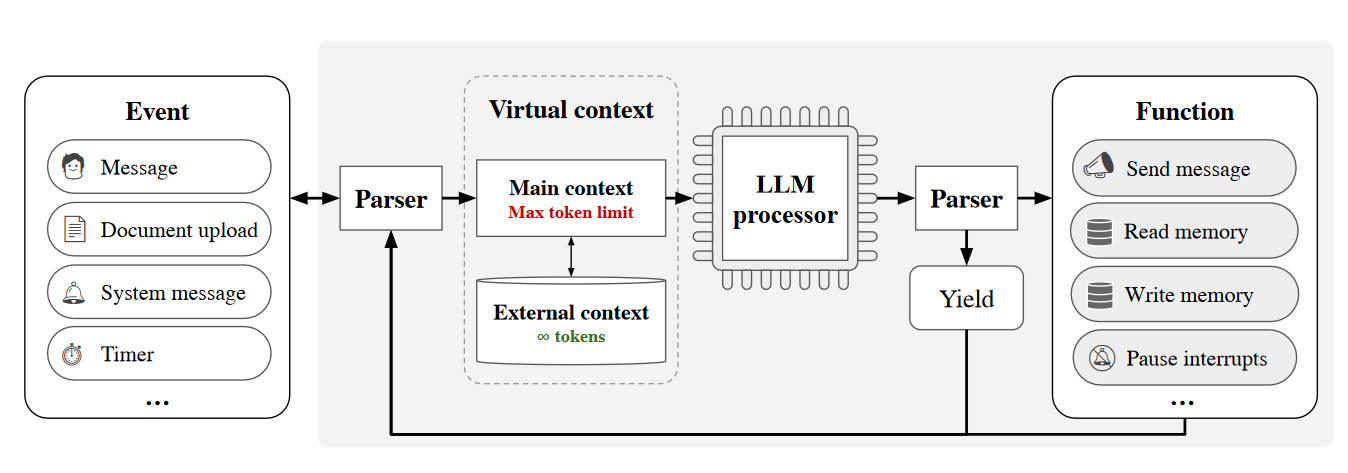 Event
Message
Document upload
System message
Timer
...
Parser
Virtual context
Main context
Max token limit
External context
∞ tokens
LLM
processor
Parser
Yield
Function
Send message
Read memory
Write memory
Pause interrupts
...